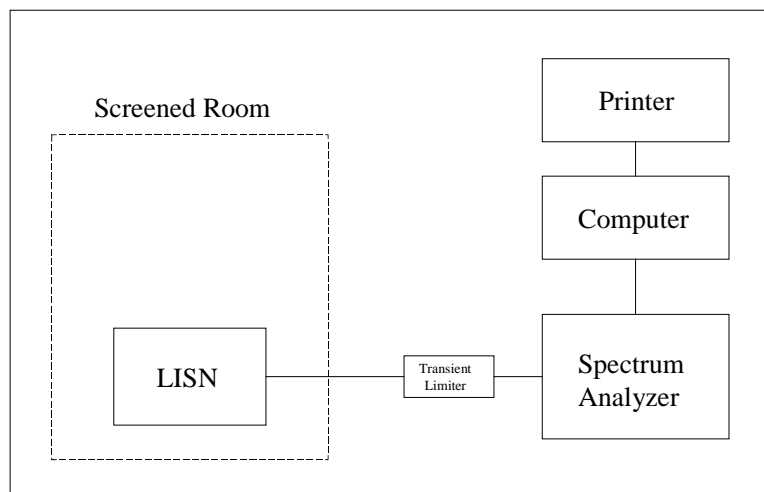 Screened Room
Printer
Computer
LISN
Transient
Limiter
Spectrum
Analyzer